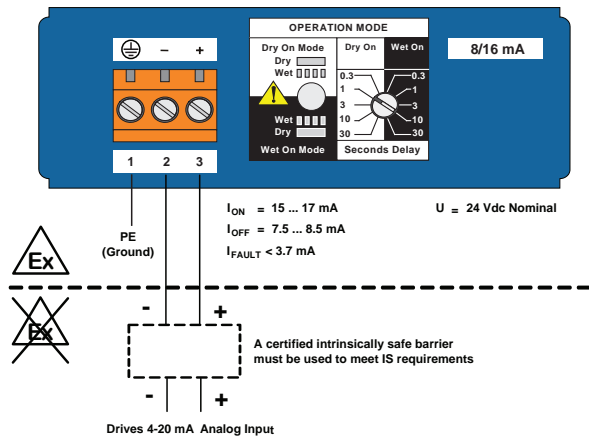 OPERATION MODE
− +
Dry On Mode
Dry On
Wet On
8/16 mA
Dry
Wet
0.3 0.3
1 1
3 3
10 10
30 30
Wet
Dry
Wet On Mode
Seconds Delay
1 2 3
PE
(Ground)
I ON = 15 ... 17 mA
I OFF = 7.5 ... 8.5 mA
I FAULT < 3.7 mA
U = 24 Vdc Nominal
Ex
Ex
- +
A certified intrinsically safe barrier
must be used to meet IS requirements
- +
Drives 4-20 mA Analog Input